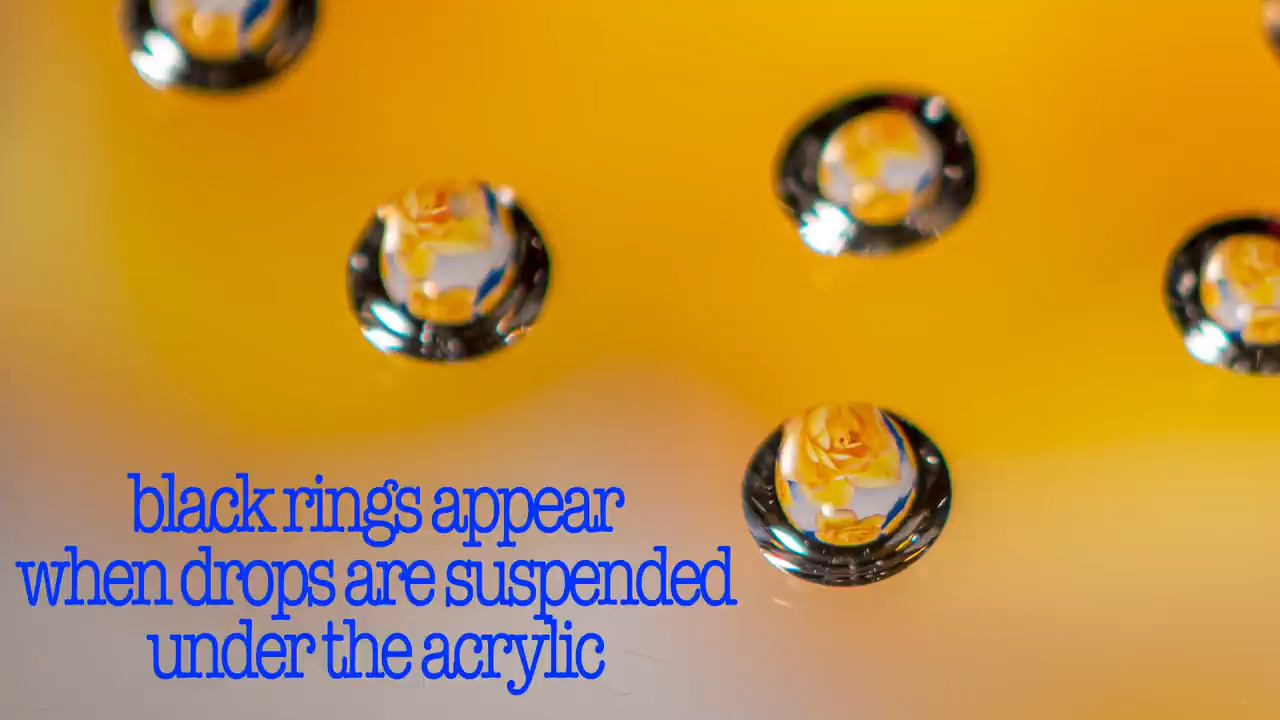 black rings appear
when drops are suspended
under the acrylic